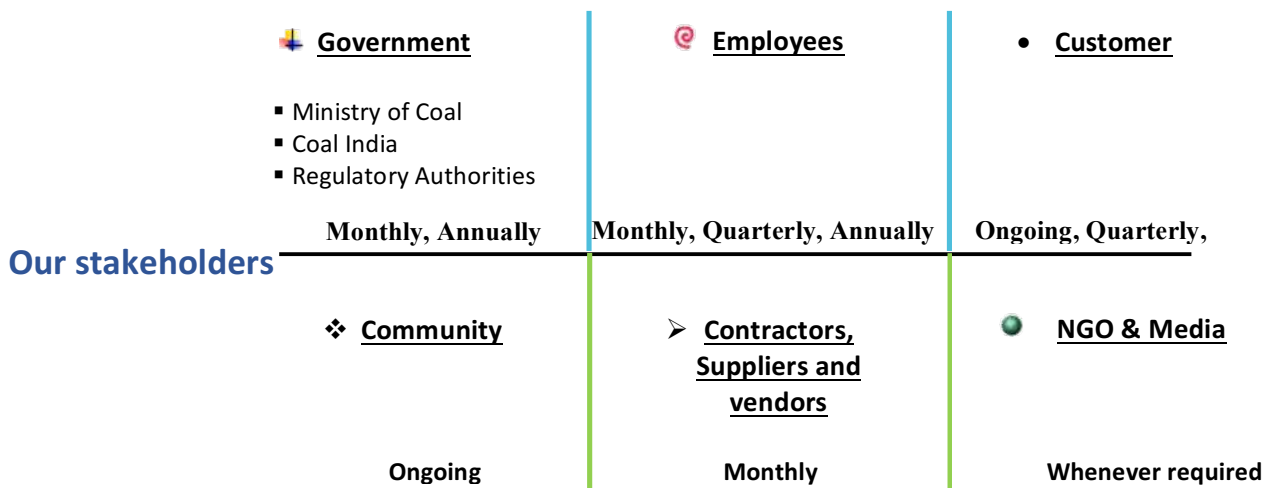 Government
Employees
• Customer
▪ Ministry of Coal
▪ Coal India
▪ Regulatory Authorities
Monthly, Annually
Monthly, Quarterly, Annually
Ongoing, Quarterly,
Our stakeholders
❖ Community
➢ Contractors,
Suppliers and
vendors
NGO & Media
Ongoing
Monthly
Whenever required